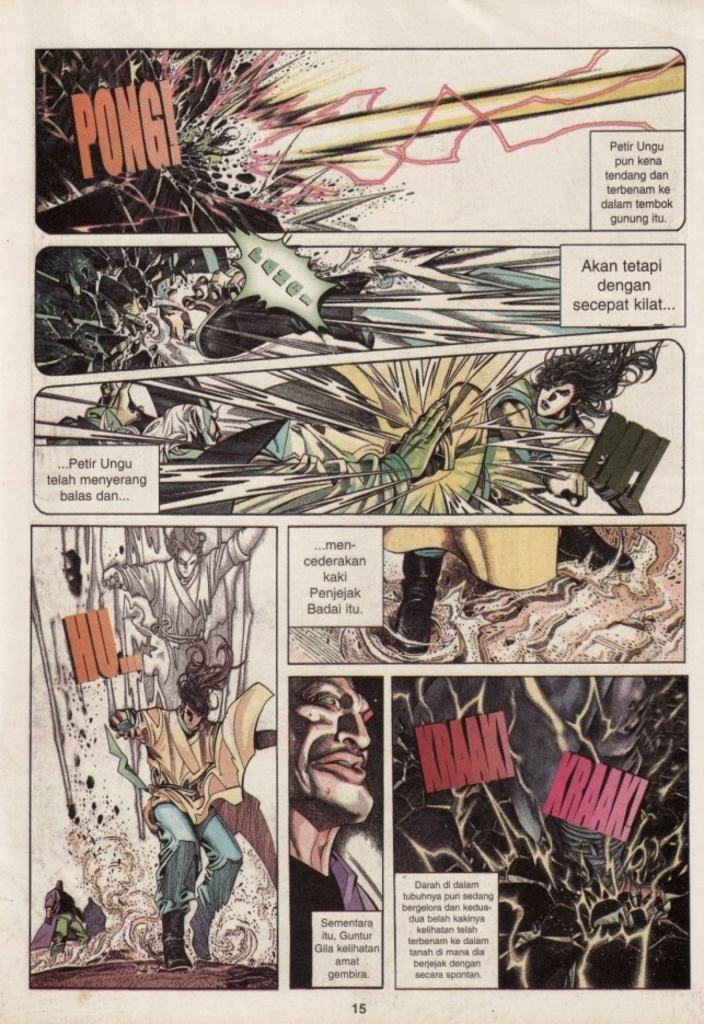 PONG!
Petir Ungu
pun kena
tendang dan
terbenam ke
dalam tembok
gunung itu.
Akan tetapi
dengan
secepat kilat...
...Petir Ungu
telah menyerang
balas dan...
HU...
...men-
cederakan
kaki
Penjejak
Badai itu.
Sementara
itu, Guntur
Gila kelihatan
amat
gembira.
KRAAK!
KRAAK!
Darah di dalam
tubuhnya pun sedang
bergelora dan kedua-
dua belah kakinya
kelihatan telah
terbenam ke dalam
tanah di mana dia
berjejak dengan
secara spontan.
15